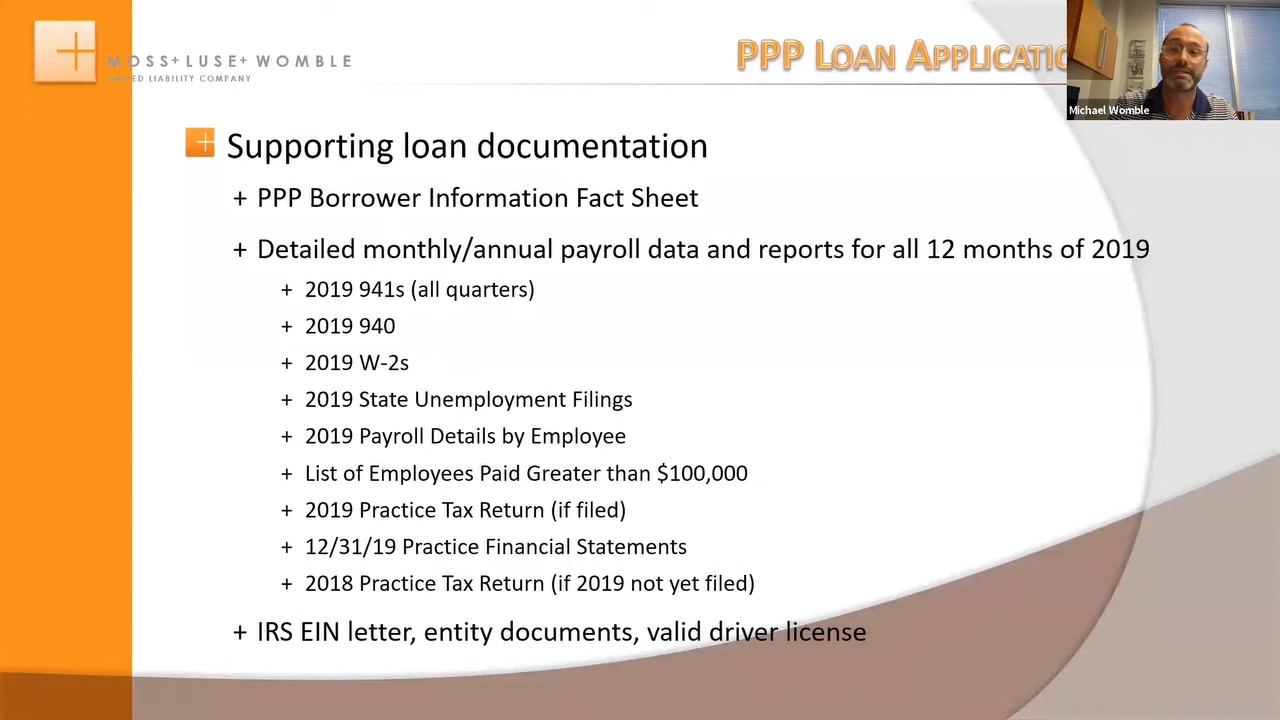 MOSS+ LUSE+ WOMBLE
LIMITED LIABILITY COMPANY
PPP LOAN APPLICATIO
Michael Womble
Supporting loan documentation
+ PPP Borrower Information Fact Sheet
+ Detailed monthly/annual payroll data and reports for all 12 months of 2019
+ 2019 941s (all quarters)
+ 2019 940
+ 2019 W-2s
+ 2019 State Unemployment Filings
+ 2019 Payroll Details by Employee
+ List of Employees Paid Greater than $100,000
+ 2019 Practice Tax Return (if filed)
+ 12/31/19 Practice Financial Statements
+ 2018 Practice Tax Return (if 2019 not yet filed)
+ IRS EIN letter, entity documents, valid driver license